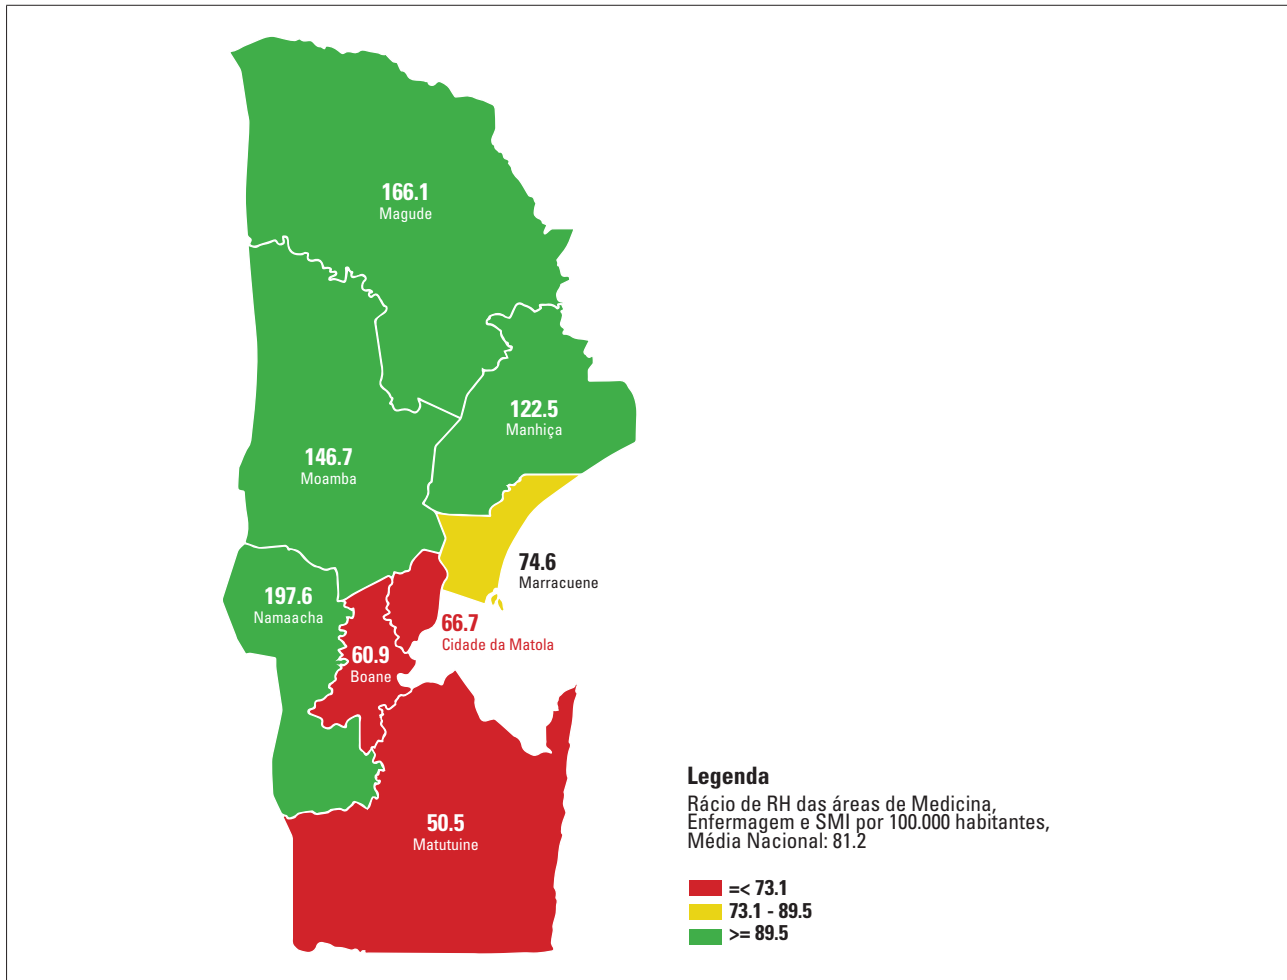 166.1
Magude
122.5
Manhiça
146.7
Moamba
74.6
Marracuene
197.6
Namaacha
66.7
Cidade da Matola
60.9
Boane
50.5
Matutuine
Legenda
Rácio de RH das áreas de Medicina,
Enfermagem e SMI por 100.000 habitantes,
Média Nacional: 81.2
=< 73.1
73.1 - 89.5
>= 89.5